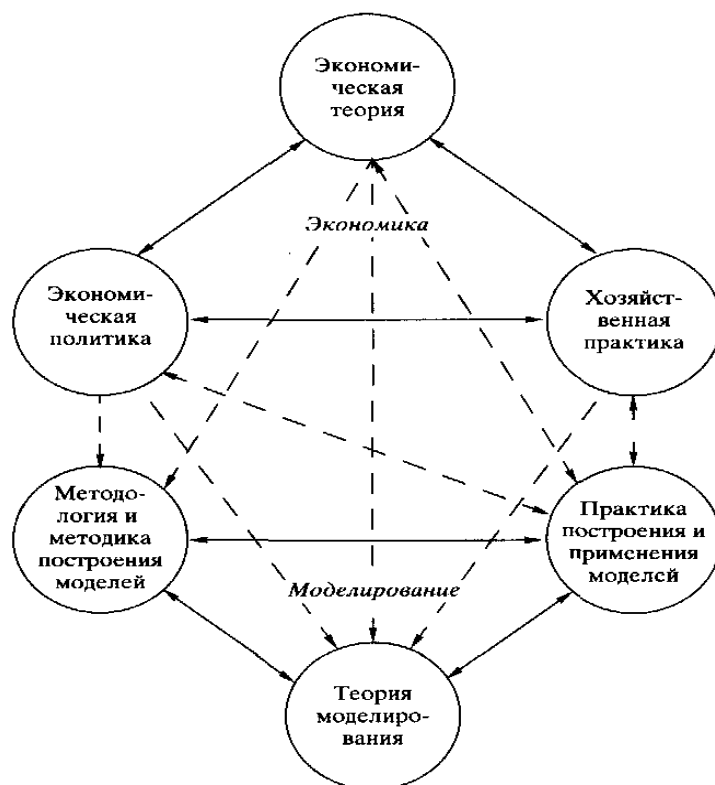 Экономи-
ческая
теория
Экономика
Экономи-
ческая
политика
Хозяйст-
венная
практика
Методо-
логия и
методика
построения
моделей
Практика
построения и
применения
моделей
Моделирование
Теория
моделиро-
вания